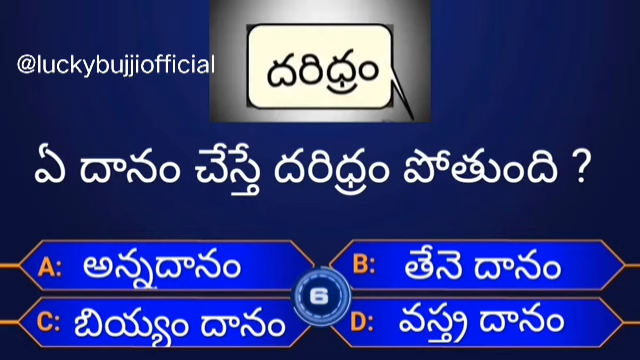 @luckybujjiofficial
దరిద్రం
ఏ దానం చేస్తే దరిద్రం పోతుంది ?
A: అన్నదానం
B: తేనె దానం
6
C: బియ్యం దానం
D: వస్త్ర దానం